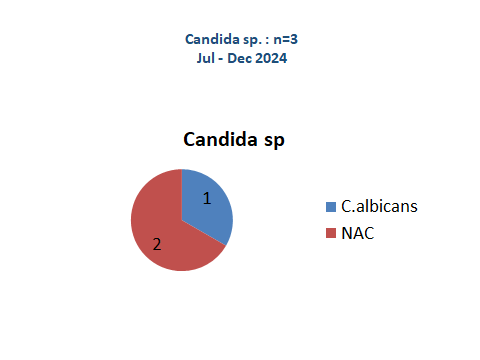 Candida sp. : n=3
Jul - Dec 2024
Candida sp
1
2
C.albicans
NAC